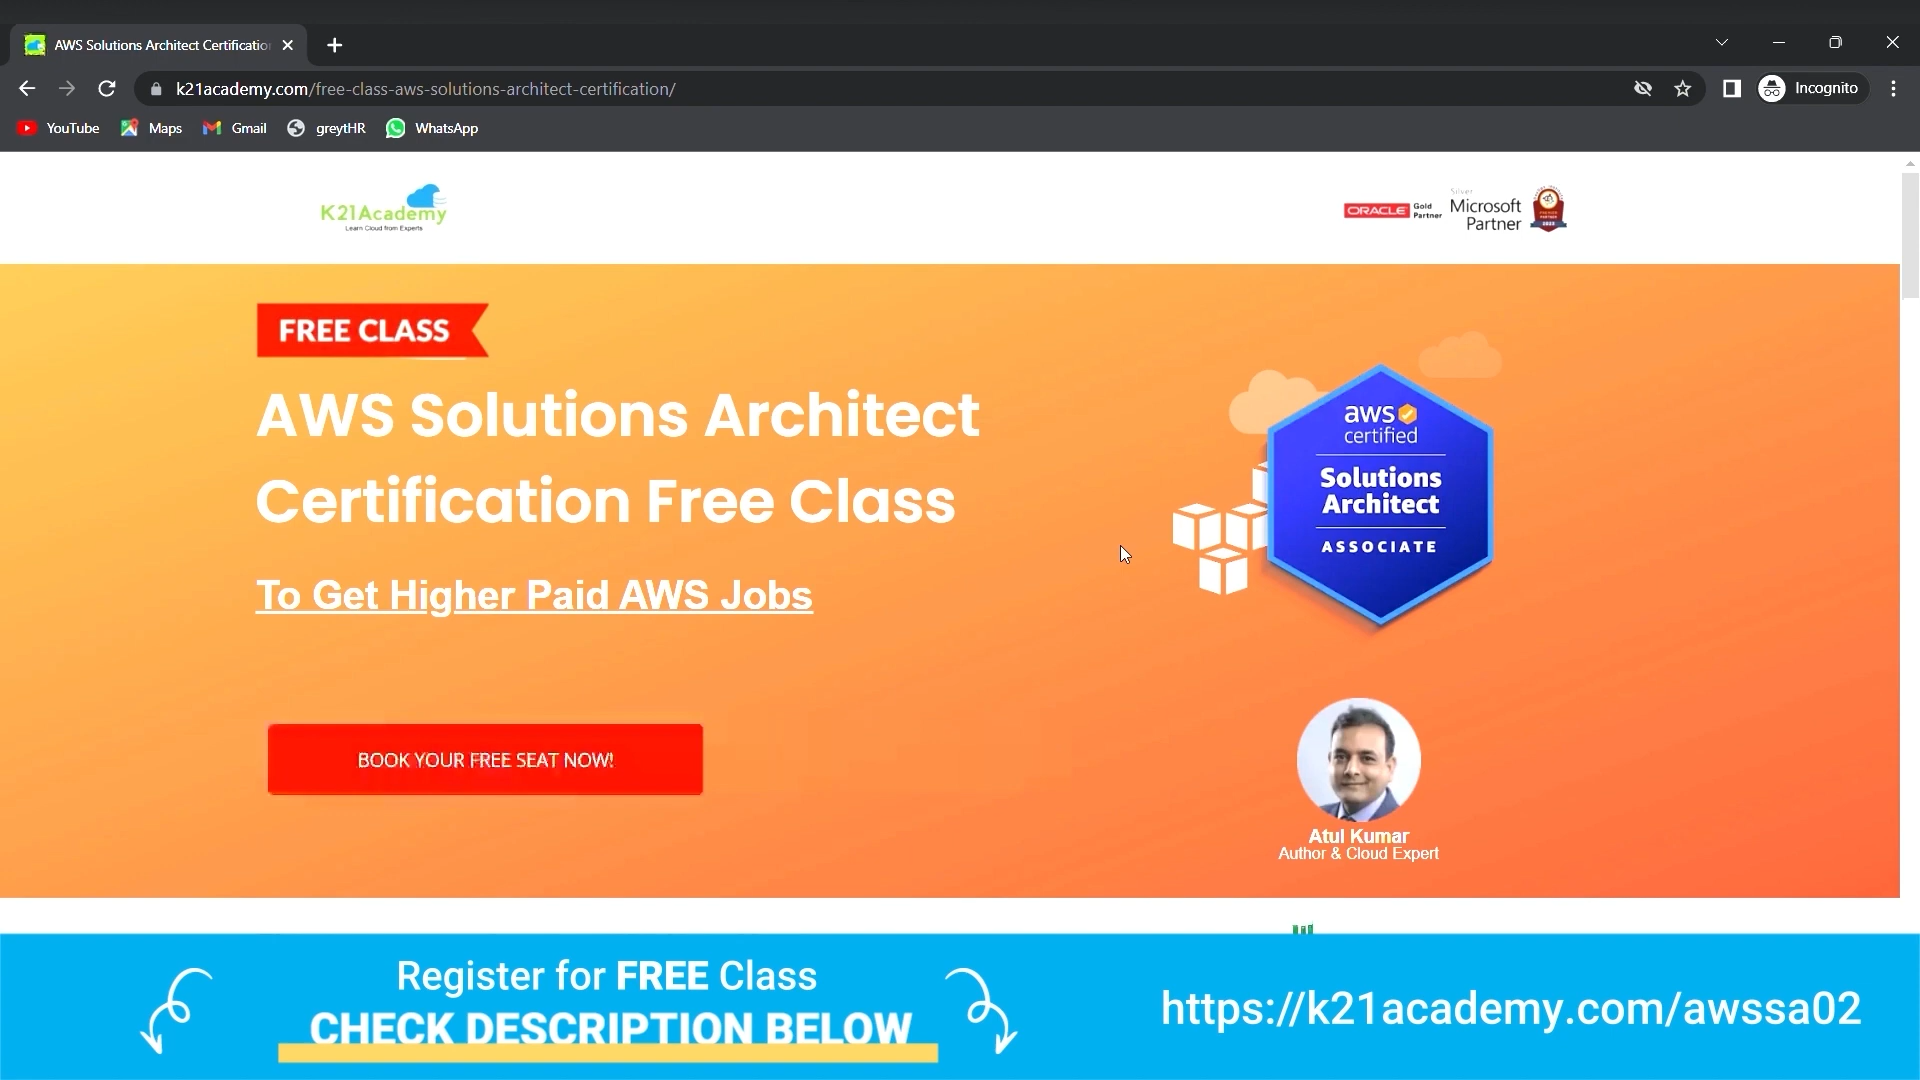 AWS Solutions Architect Certification
k21academy.com/free-class-aws-solutions-architect-certification/
Incognito
YouTube
Maps
Gmail
greytHR
WhatsApp
K21Academy
Learn Cloud from Experts
ORACLE Gold Partner
Silver
Microsoft Partner
FREE CLASS
AWS Solutions Architect
Certification Free Class
To Get Higher Paid AWS Jobs
BOOK YOUR FREE SEAT NOW!
aws
certified
Solutions
Architect
ASSOCIATE
Atul Kumar
Author & Cloud Expert
Register for FREE Class
CHECK DESCRIPTION BELOW
https://k21academy.com/awssa02